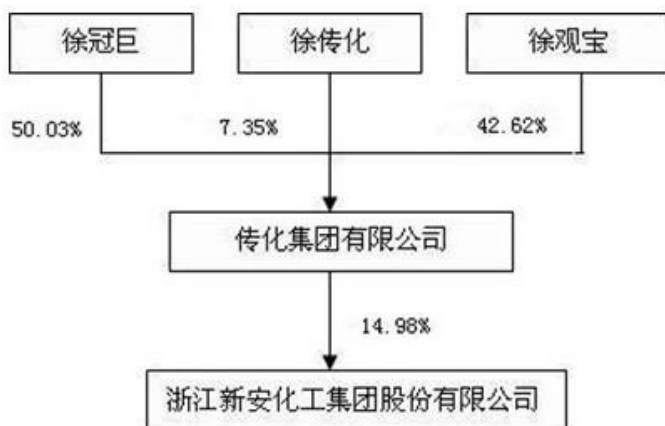 徐冠巨 徐传化 徐观宝
50.03% 7.35% 42.62%
传化集团有限公司
14.98%
浙江新安化工集团股份有限公司